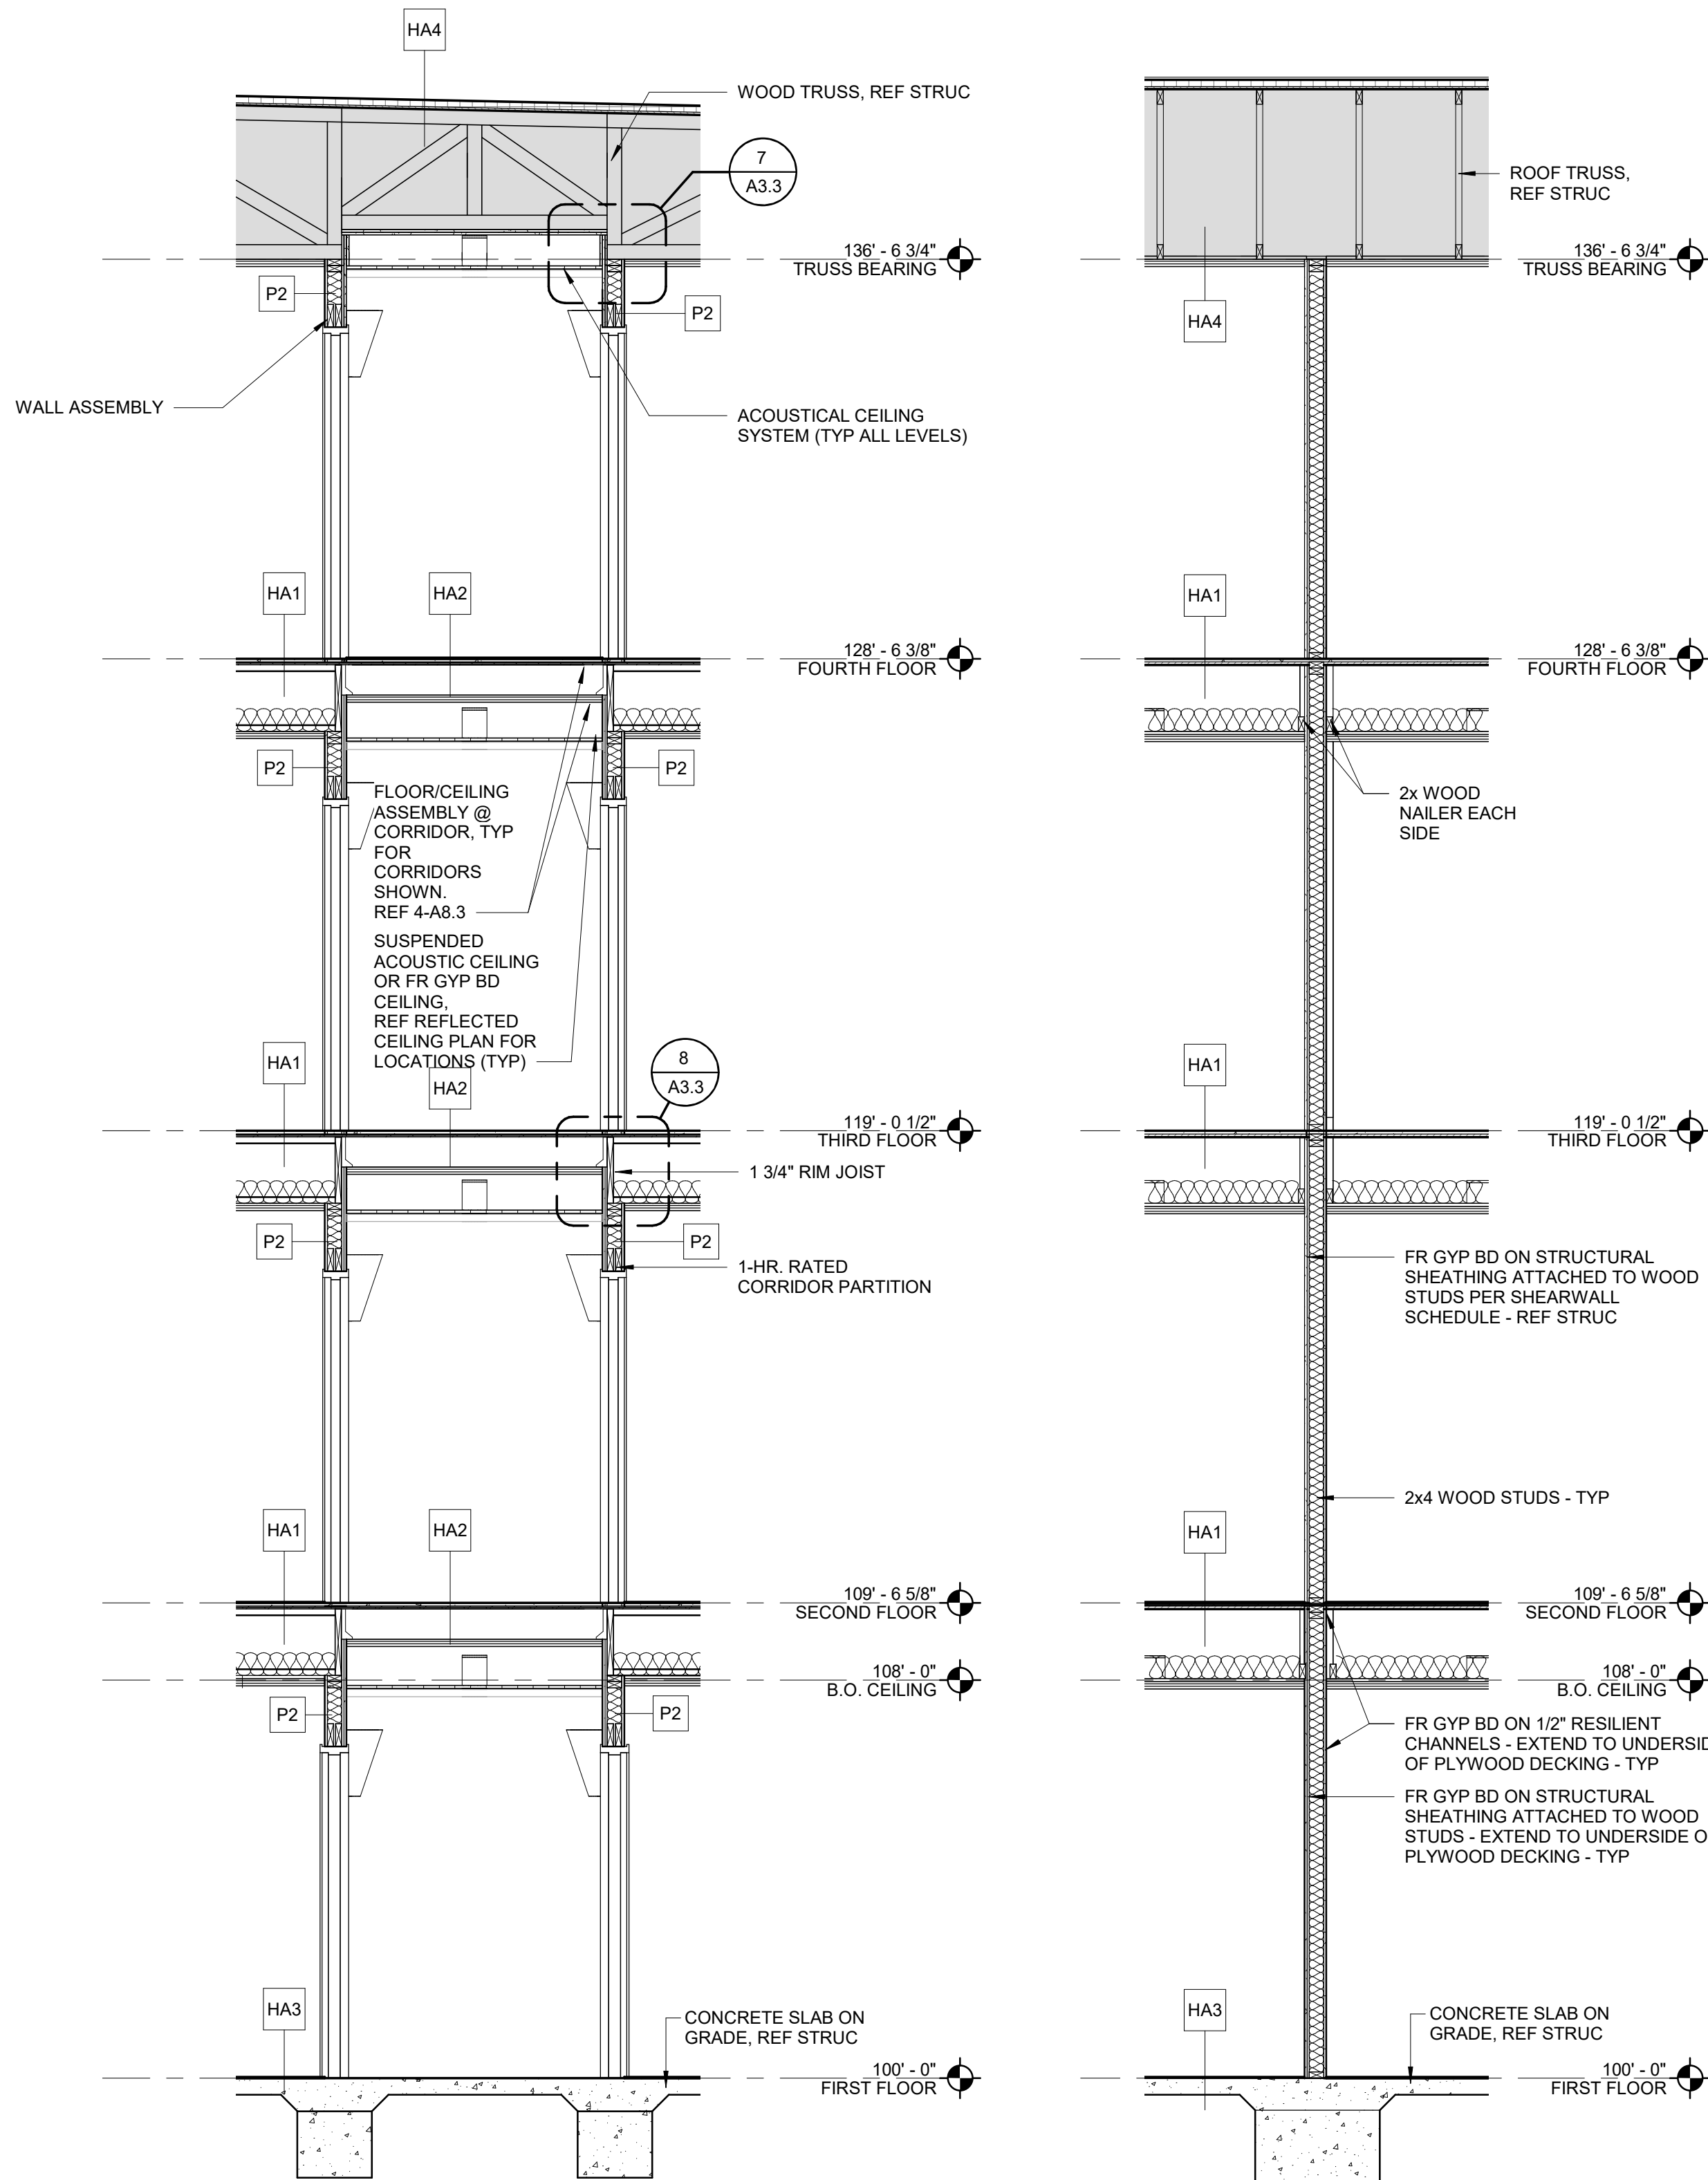 HA4
WOOD TRUSS, REF STRUC
7
A3.3
136' - 6 3/4"
TRUSS BEARING
P2
P2
WALL ASSEMBLY
ACOUSTICAL CEILING
SYSTEM (TYP ALL LEVELS)
HA1
HA2
128' - 6 3/8"
FOURTH FLOOR
P2
P2
FLOOR/CEILING
ASSEMBLY @
CORRIDOR, TYP
FOR
CORRIDORS
SHOWN.
REF 4-A8.3
SUSPENDED
ACOUSTIC CEILING
OR FR GYP BD
CEILING,
REF REFLECTED
CEILING PLAN FOR
LOCATIONS (TYP)
HA1
HA2
8
A3.3
119' - 0 1/2"
THIRD FLOOR
1 3/4" RIM JOIST
P2
P2
1-HR. RATED
CORRIDOR PARTITION
HA1
HA2
109' - 6 5/8"
SECOND FLOOR
108' - 0"
B.O. CEILING
P2
P2
HA3
CONCRETE SLAB ON
GRADE, REF STRUC
100' - 0"
FIRST FLOOR
ROOF TRUSS,
REF STRUC
136' - 6 3/4"
TRUSS BEARING
HA4
HA1
128' - 6 3/8"
FOURTH FLOOR
2x WOOD
NAILER EACH
SIDE
HA1
119' - 0 1/2"
THIRD FLOOR
FR GYP BD ON STRUCTURAL
SHEATHING ATTACHED TO WOOD
STUDS PER SHEARWALL
SCHEDULE - REF STRUC
2x4 WOOD STUDS - TYP
HA1
109' - 6 5/8"
SECOND FLOOR
108' - 0"
B.O. CEILING
FR GYP BD ON 1/2" RESILIENT
CHANNELS - EXTEND TO
OF PLYWOOD DECKING - TYP
FR GYP BD ON STRUCTURAL
SHEATHING ATTACHED TO WOOD
STUDS - EXTEND TO UNDERSIDE
PLYWOOD DECKING - TYP
HA3
CONCRETE SLAB ON
GRADE, REF STRUC
100' - 0"
FIRST FLOOR